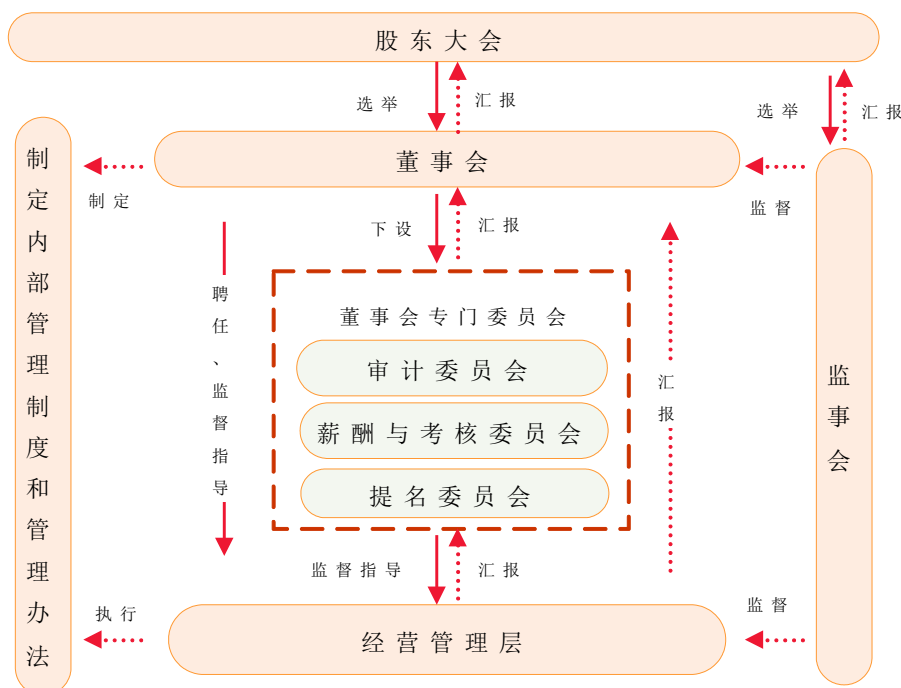 股东大会
选举
汇报
选举
汇报
董事会
制定
监督
下设
汇报
制定内部管理制度和管理办法
聘任、监督指导
董事会专门委员会
审计委员会
薪酬与考核委员会
提名委员会
汇报
监事会
监督指导
汇报
执行
监督
经营管理层